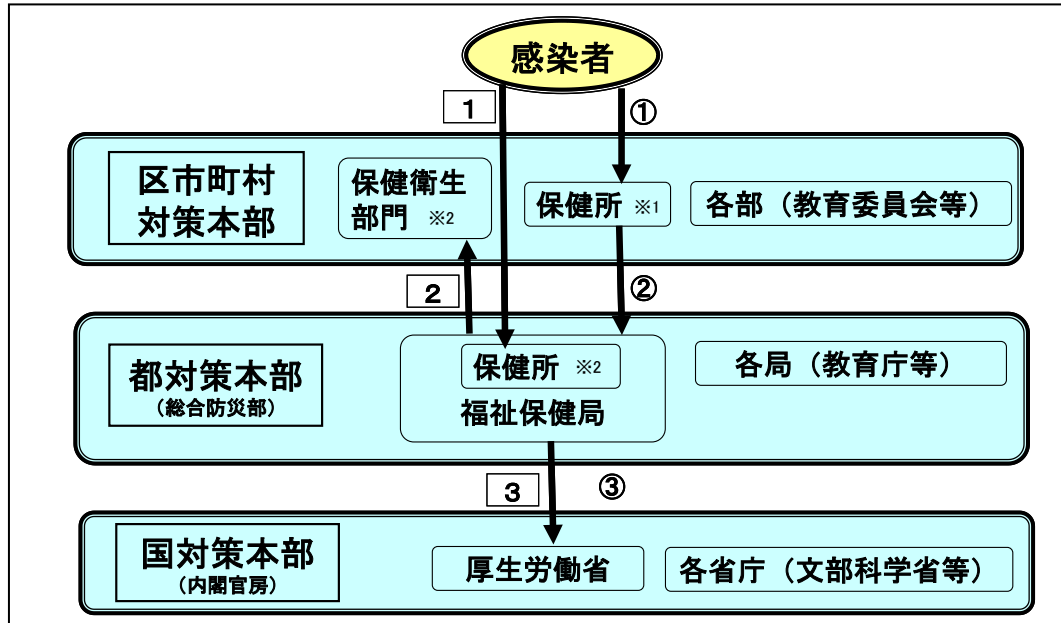 感染者
1
①
区市町村
対策本部
保健衛生
部門 ※2
保健所 ※1
各部（教育委員会等）
2
②
都対策本部
（総合防災部）
保健所 ※2
福祉保健局
各局（教育庁等）
3
③
国対策本部
（内閣官房）
厚生労働省
各省庁（文部科学省等）